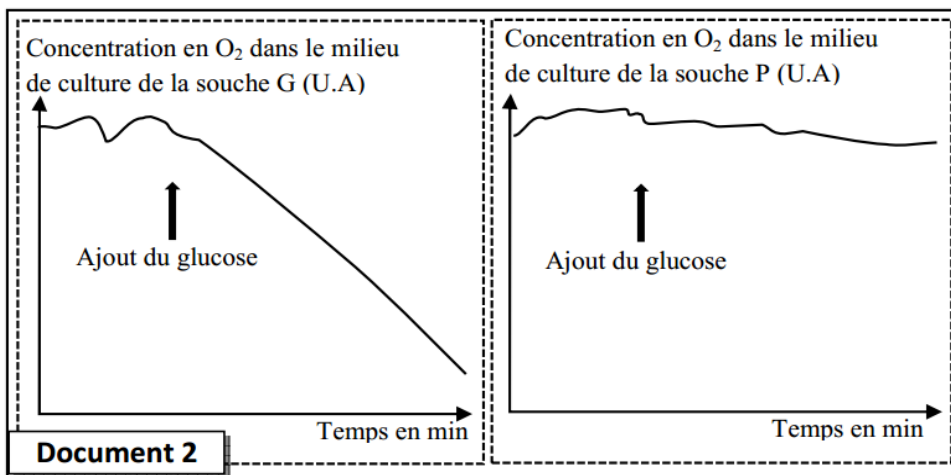 Concentration en O₂ dans le milieu
de culture de la souche G (U.A)
Ajout du glucose
Temps en min
Concentration en O₂ dans le milieu
de culture de la souche P (U.A)
Ajout du glucose
Temps en min
Document 2